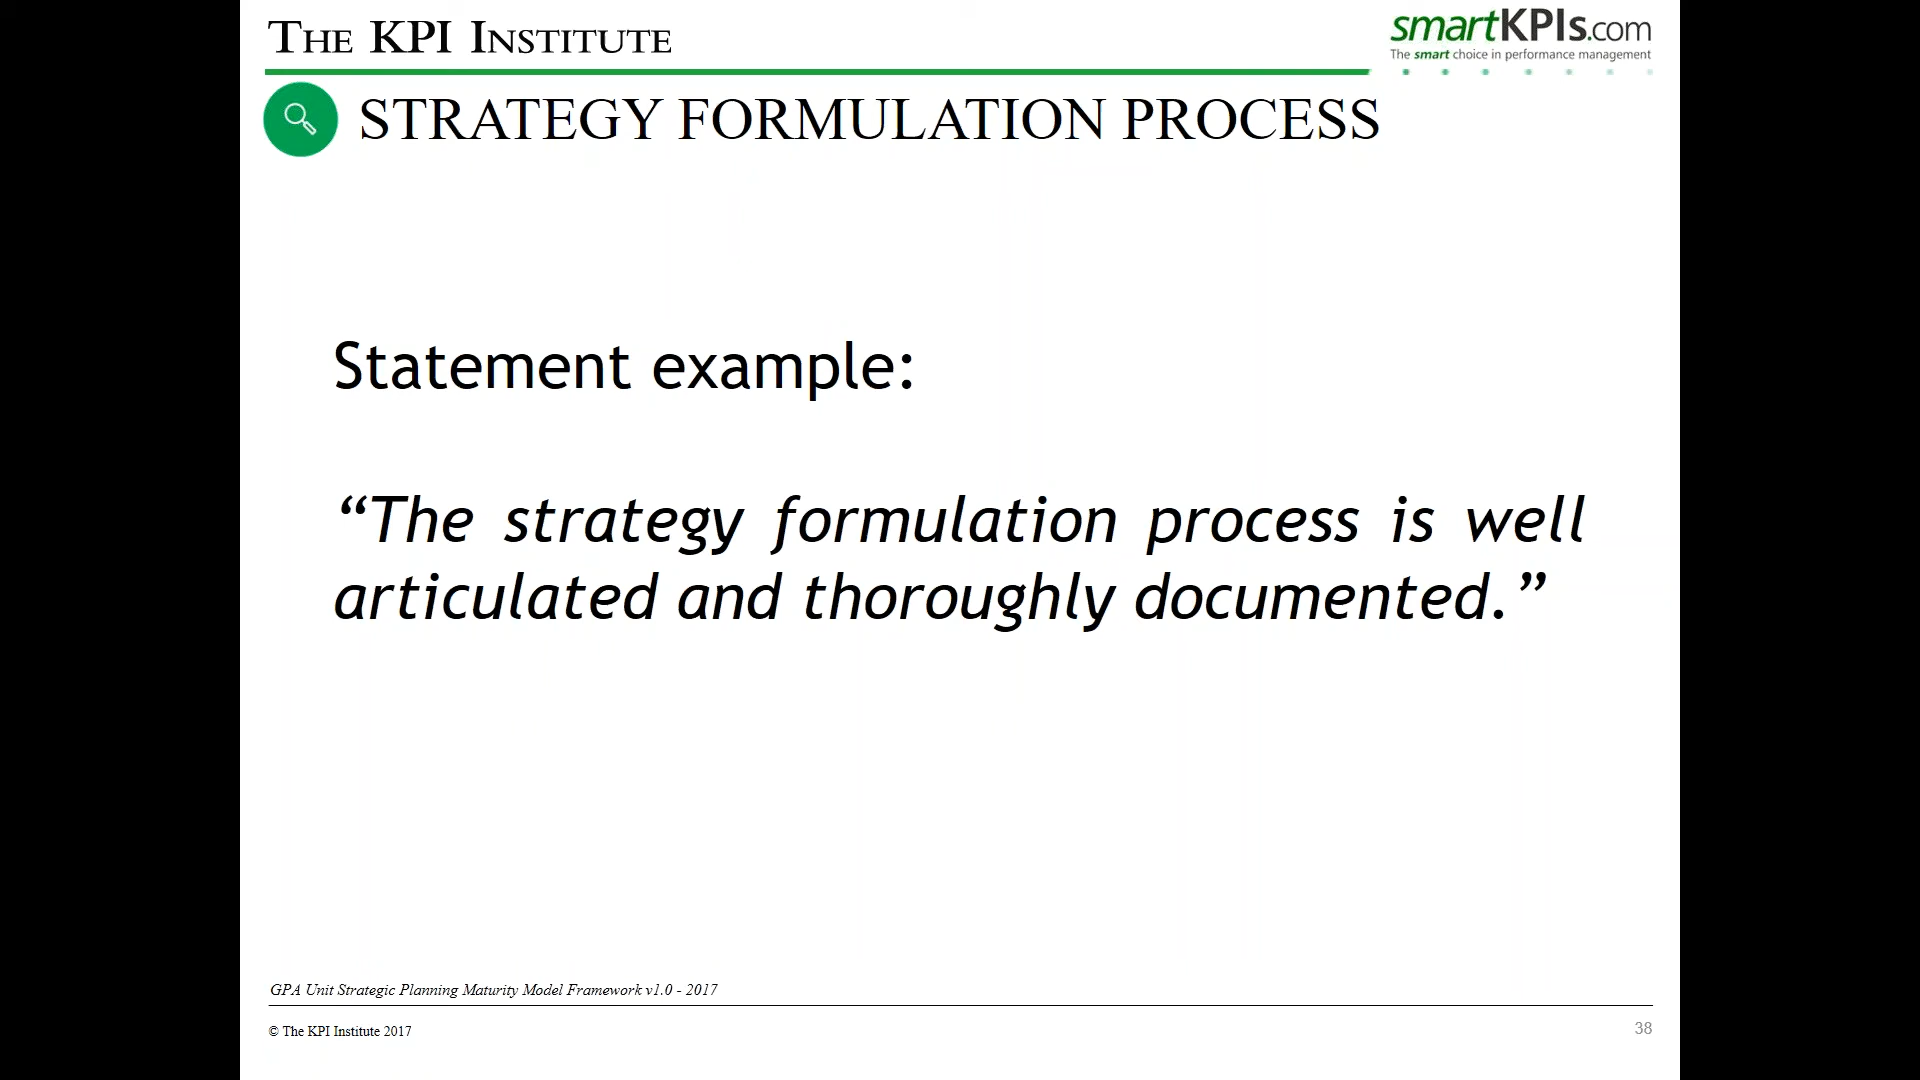 THE KPI INSTITUTE
smartKPIs.com
The smart choice in performance management
STRATEGY FORMULATION PROCESS
Statement example:
“The strategy formulation process is well
articulated and thoroughly documented.”
GPA Unit Strategic Planning Maturity Model Framework v1.0 - 2017
© The KPI Institute 2017
38